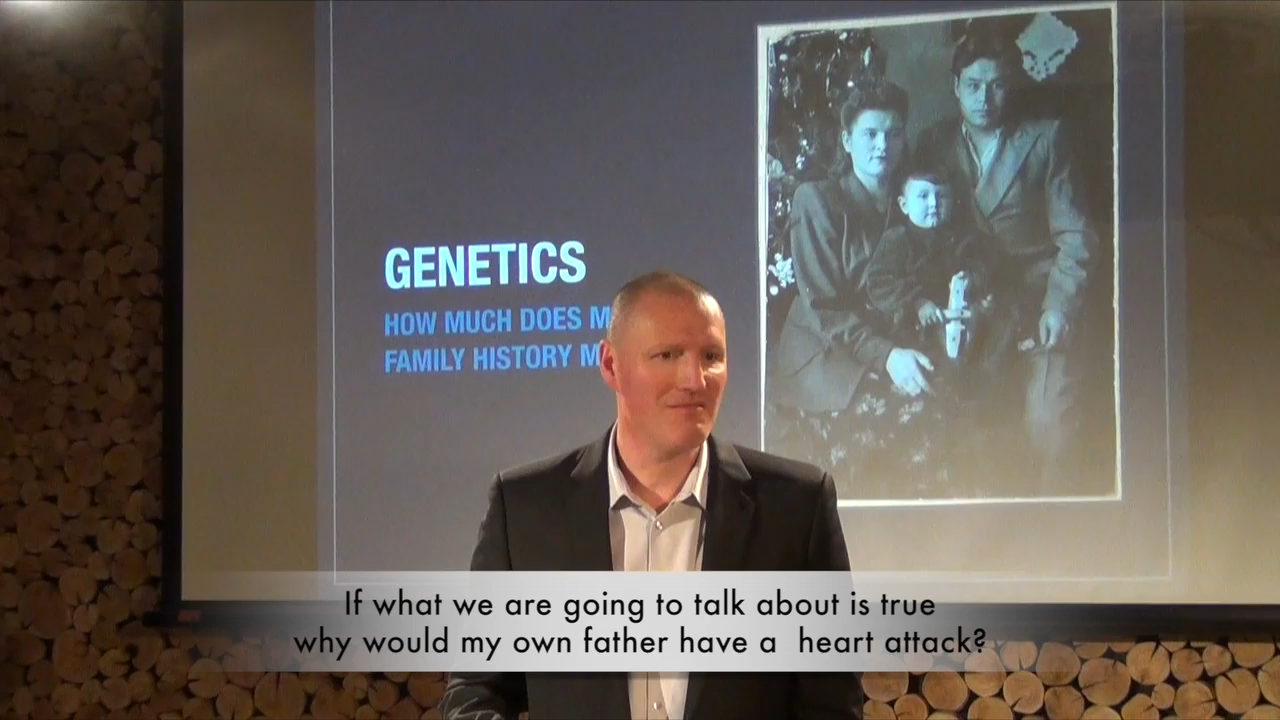 GENETICS
HOW MUCH DOES M
FAMILY HISTORY M
If what we are going to talk about is true
why would my own father have a heart attack?